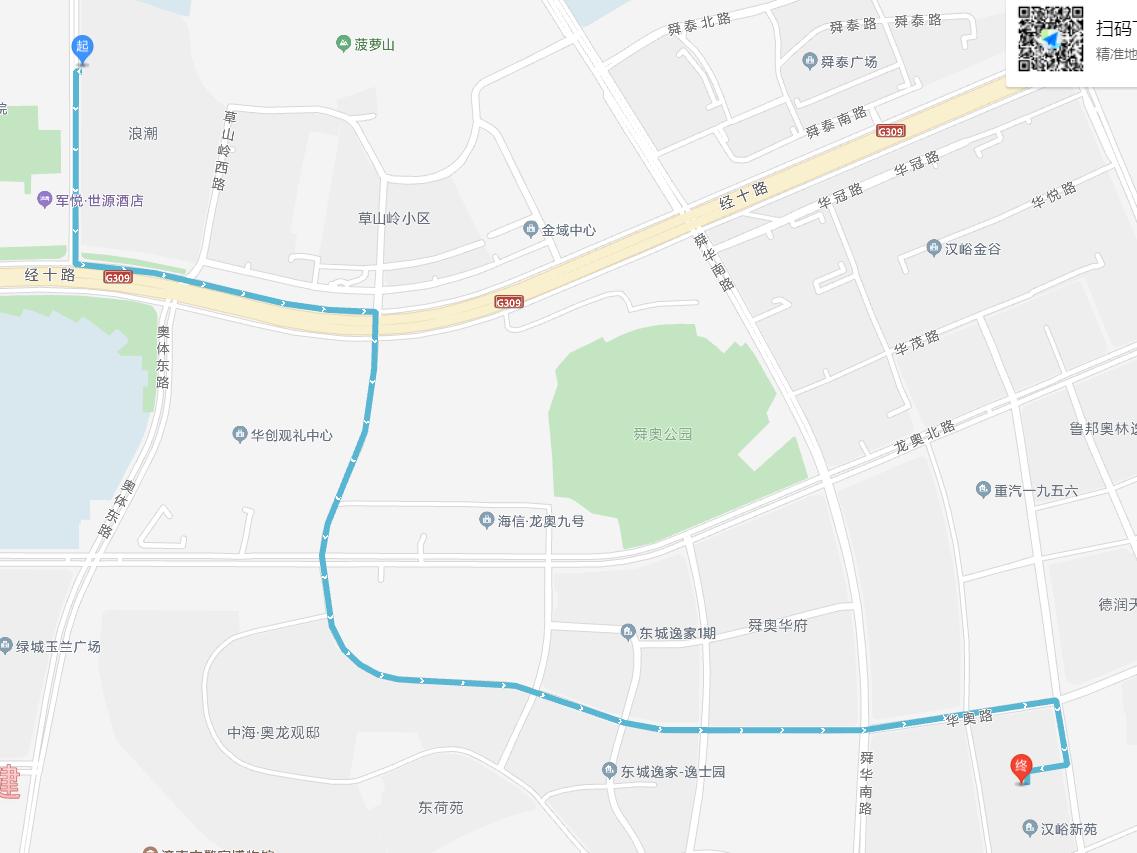 舜泰北路
舜泰路
舜泰路
扫码下
精准地
起
菠萝山
舜泰广场
院
浪潮
草山岭西路
舜泰南路
G309
华冠路
军悦·世源酒店
经十路
华冠路
华悦路
草山岭小区
金域中心
舜华南路
汉峪金谷
经十路
G309
G309
奥体东路
华茂路
华创观礼中心
舜奥公园
龙奥北路
鲁邦奥林逸
奥体东路
重汽一九五六
海信·龙奥九号
德润天
绿城玉兰广场
东城逸家1期
舜奥华府
中海·奥龙观邸
华奥路
建
东城逸家-逸士园
舜华南路
终
东荷苑
汉峪新苑